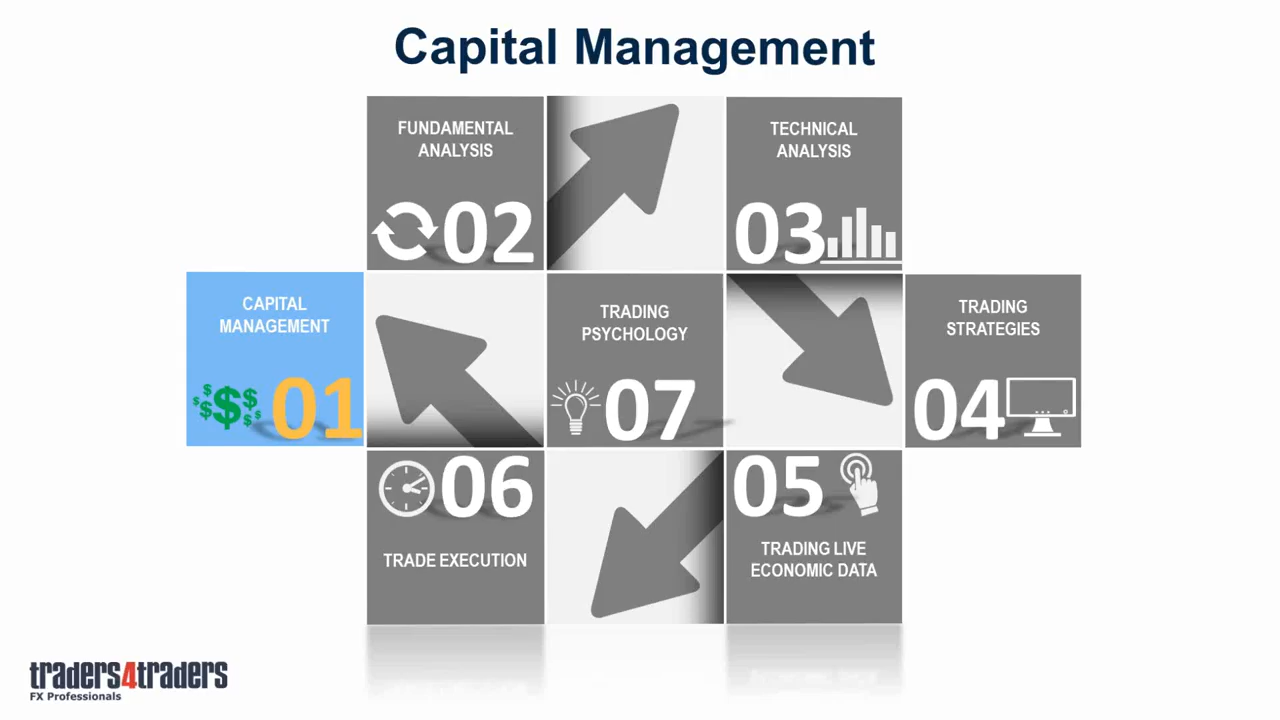 Capital Management
FUNDAMENTAL
ANALYSIS
02
TECHNICAL
ANALYSIS
03
CAPITAL
MANAGEMENT
$$$$$$$
01
TRADING
PSYCHOLOGY
07
TRADING
STRATEGIES
04
06
TRADE EXECUTION
05
TRADING LIVE
ECONOMIC DATA
traders4traders
FX Professionals